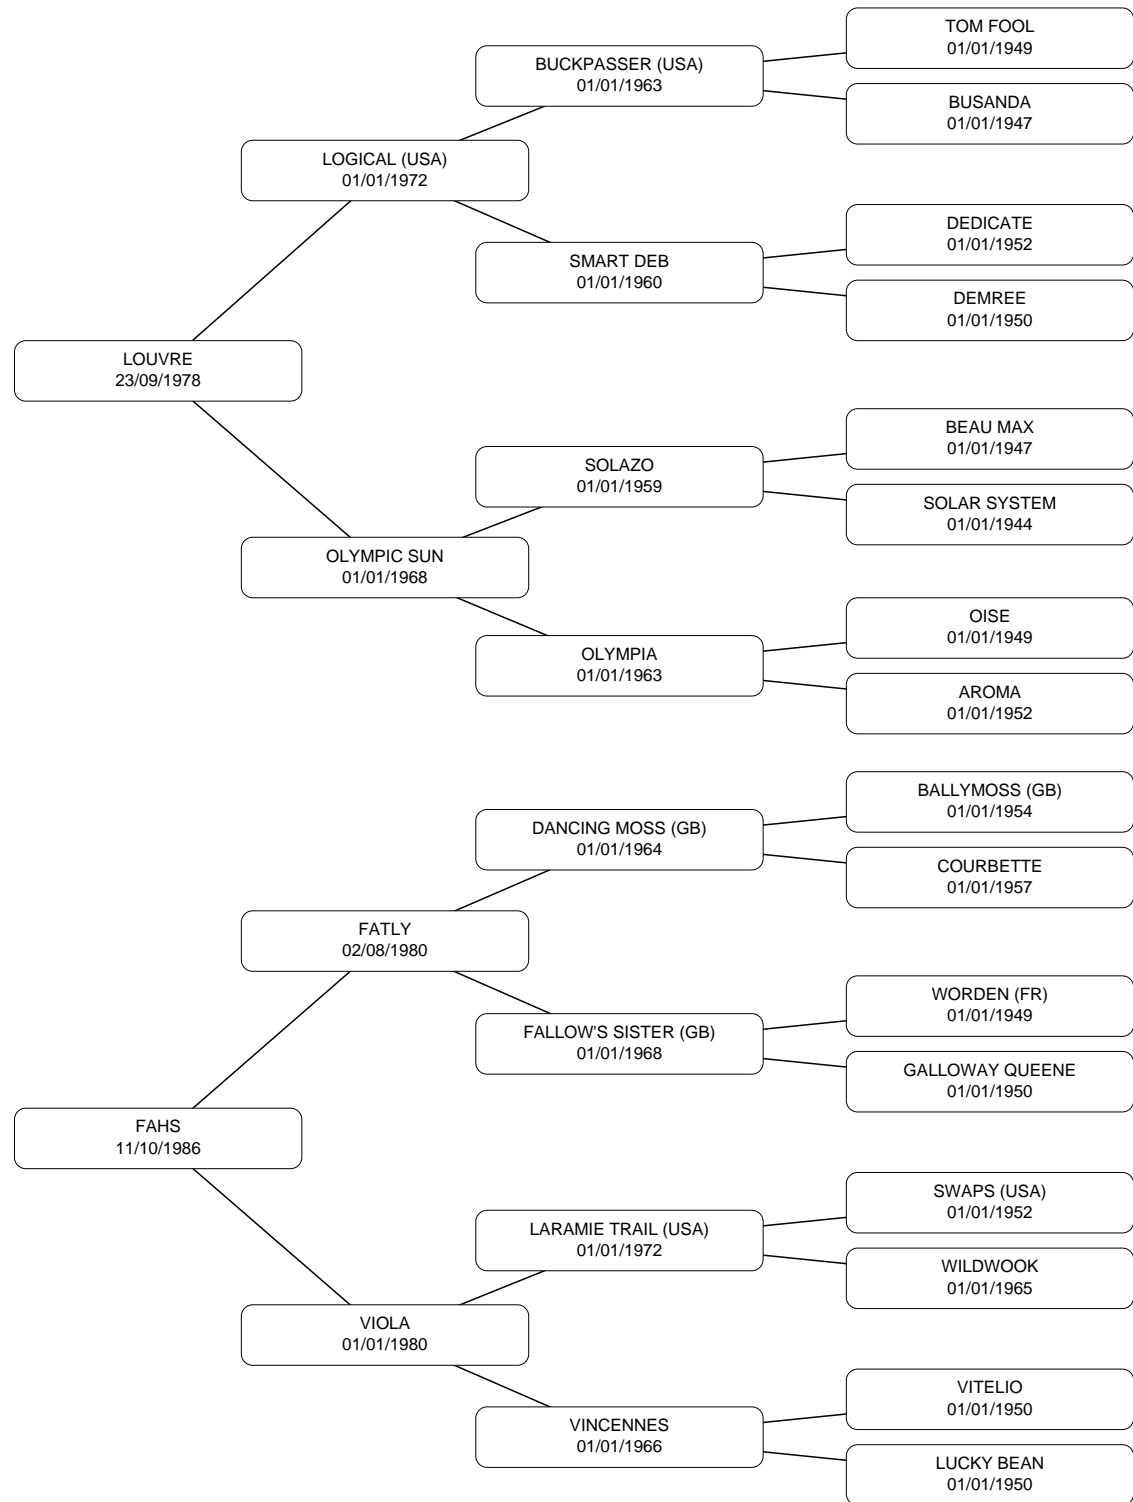 TOM FOOL
01/01/1949
BUCKPASSER (USA)
01/01/1963
BUSANDA
01/01/1947
LOGICAL (USA)
01/01/1972
DEDICATE
01/01/1952
SMART DEB
01/01/1960
DEMREE
01/01/1950
LOUVRE
23/09/1978
BEAU MAX
01/01/1947
SOLAZO
01/01/1959
SOLAR SYSTEM
01/01/1944
OLYMPIC SUN
01/01/1968
OISE
01/01/1949
OLYMPIA
01/01/1963
AROMA
01/01/1952
BALLYMOSS (GB)
01/01/1954
DANCING MOSS (GB)
01/01/1964
COURBETTE
01/01/1957
FATLY
02/08/1980
WORDEN (FR)
01/01/1949
FALLOW'S SISTER (GB)
01/01/1968
GALLOWAY QUEENE
01/01/1950
FAHS
11/10/1986
SWAPS (USA)
01/01/1952
LARAMIE TRAIL (USA)
01/01/1972
WILDWOOK
01/01/1965
VIOLA
01/01/1980
VITELIO
01/01/1950
VINCENNES
01/01/1966
LUCKY BEAN
01/01/1950